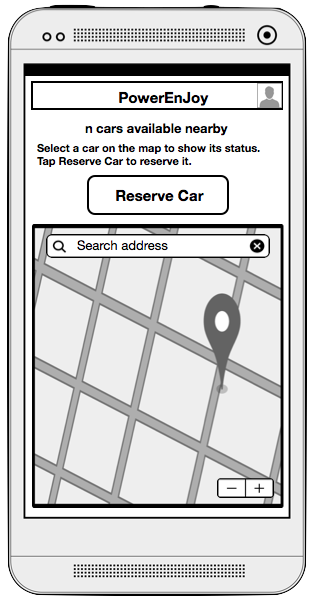 PowerEnJoy
n cars available nearby
Select a car on the map to show its status.
Tap Reserve Car to reserve it.
Reserve Car
Search address
− +